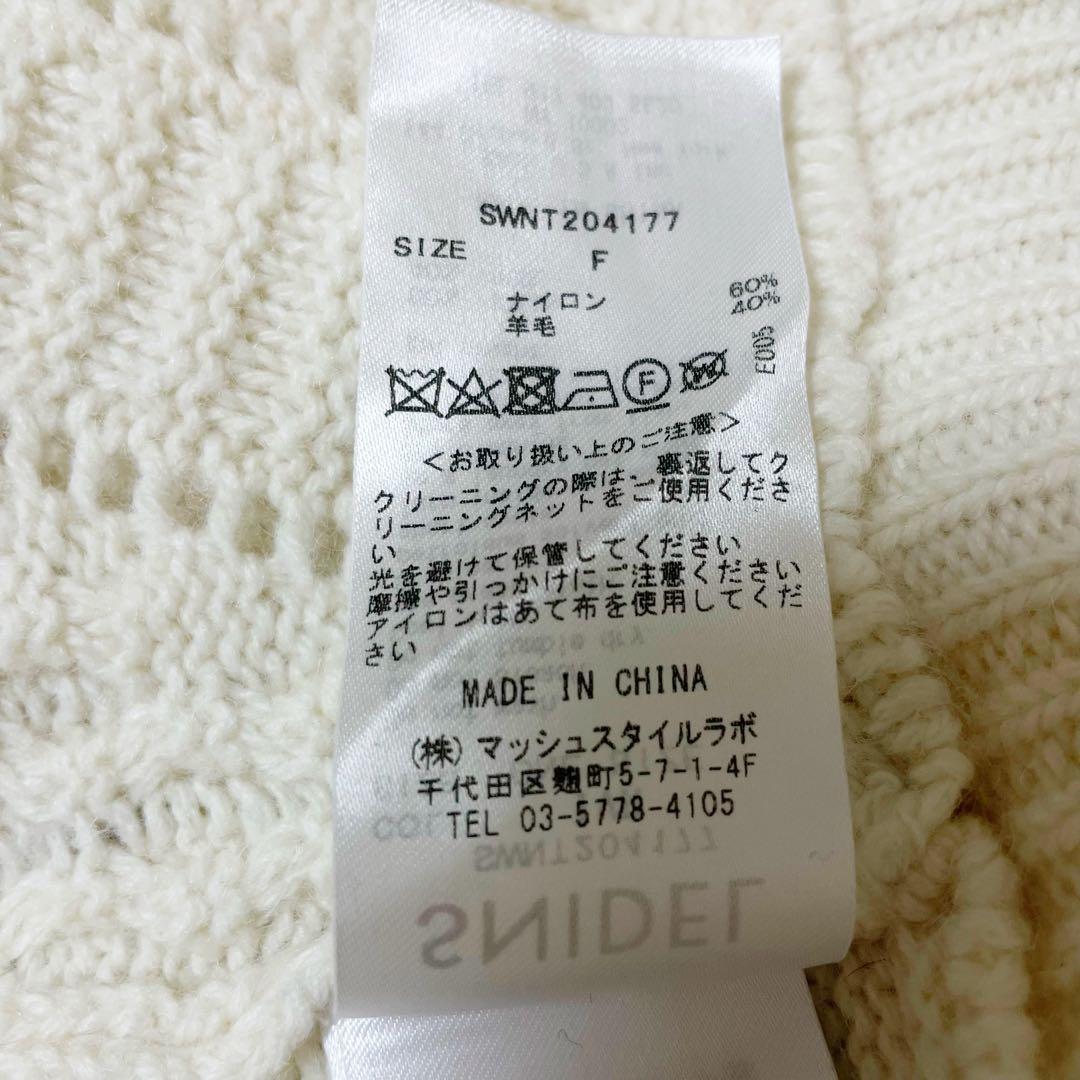 SWNT204177
SIZE F
ナイロン 60%
羊毛 40%
E005
F
W
<お取り扱い上のご注意>
クリーニングの際は、裏返してク
リーニングネットをご使用くださ
い
光を避けて保管してください
摩擦や引っかけにご注意ください
アイロンはあて布を使用してくだ
さい
MADE IN CHINA
(株)マッシュスタイルラボ
千代田区麹町5-7-1-4F
TEL 03-5778-4105
SWNT204177
SNIDEL